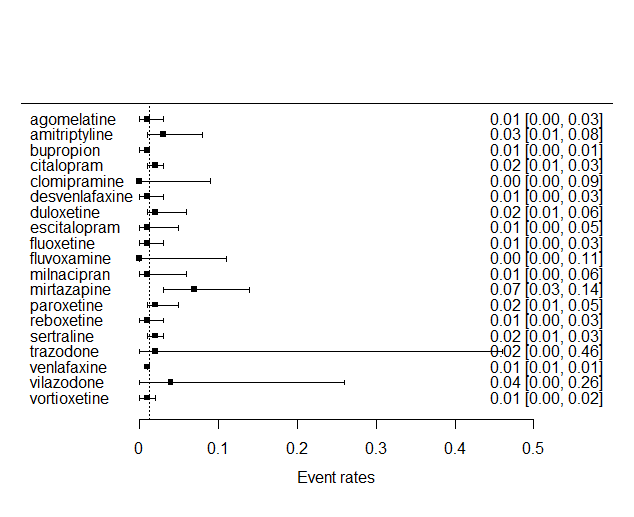 agomelatine 0.01 [0.00, 0.03]
amitriptyline 0.03 [0.01, 0.08]
bupropion 0.01 [0.00, 0.01]
citalopram 0.02 [0.01, 0.03]
clomipramine 0.00 [0.00, 0.09]
desvenlafaxine 0.01 [0.00, 0.03]
duloxetine 0.02 [0.01, 0.06]
escitalopram 0.01 [0.00, 0.05]
fluoxetine 0.01 [0.00, 0.03]
fluvoxamine 0.00 [0.00, 0.11]
milnacipran 0.01 [0.00, 0.06]
mirtazapine 0.07 [0.03, 0.14]
paroxetine 0.02 [0.01, 0.05]
reboxetine 0.01 [0.00, 0.03]
sertraline 0.02 [0.01, 0.03]
trazodone 0.02 [0.00, 0.46]
venlafaxine 0.01 [0.01, 0.01]
vilazodone 0.04 [0.00, 0.26]
vortioxetine 0.01 [0.00, 0.02]
0 0.1 0.2 0.3 0.4 0.5
Event rates